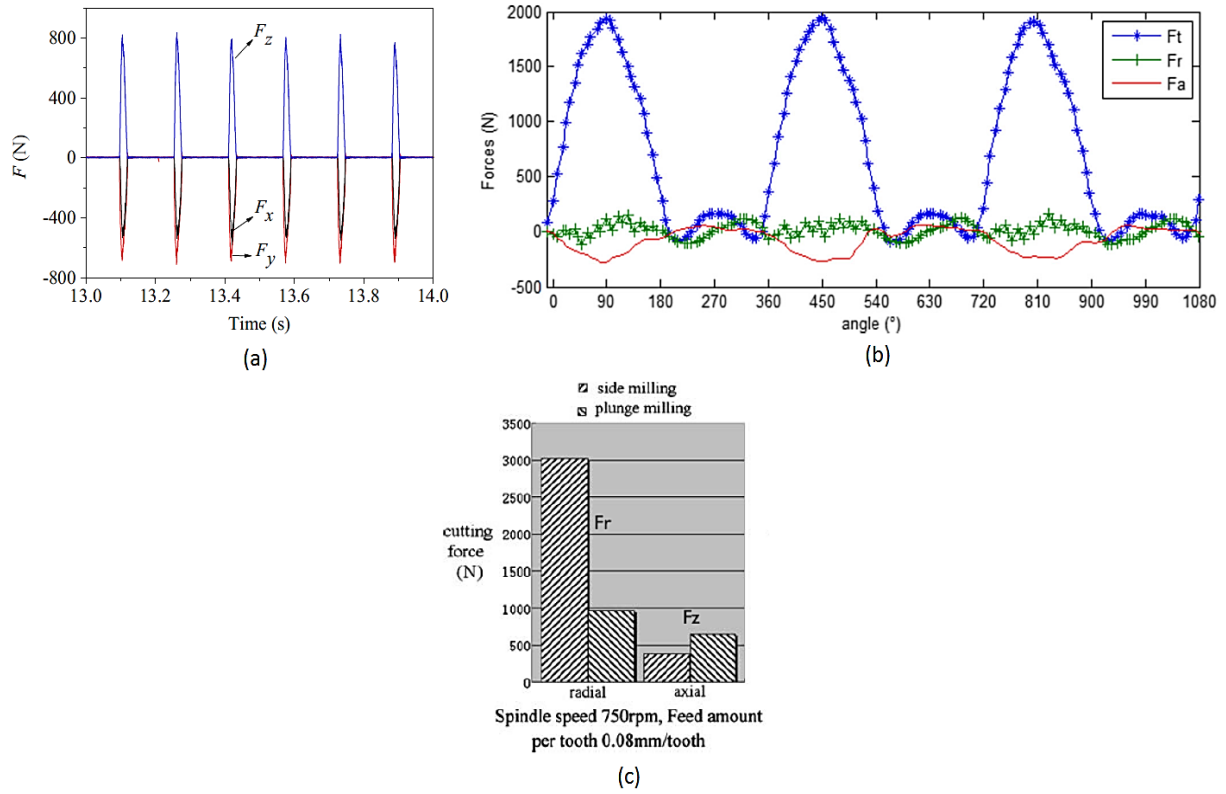 800
400
0
-400
-800
F (N)
Fz
Fx
Fy
13.0 13.2 13.4 13.6 13.8 14.0
Time (s)
(a)
2000
1500
1000
500
0
-500
Forces (N)
Ft
Fr
Fa
0 90 180 270 360 450 540 630 720 810 900 990 1080
angle (°)
(b)
side milling
plunge milling
3500
3000
2500
2000
1500
1000
500
0
cutting
force
(N)
Fr
Fz
radial axial
Spindle speed 750rpm, Feed amount
per tooth 0.08mm/tooth
(c)